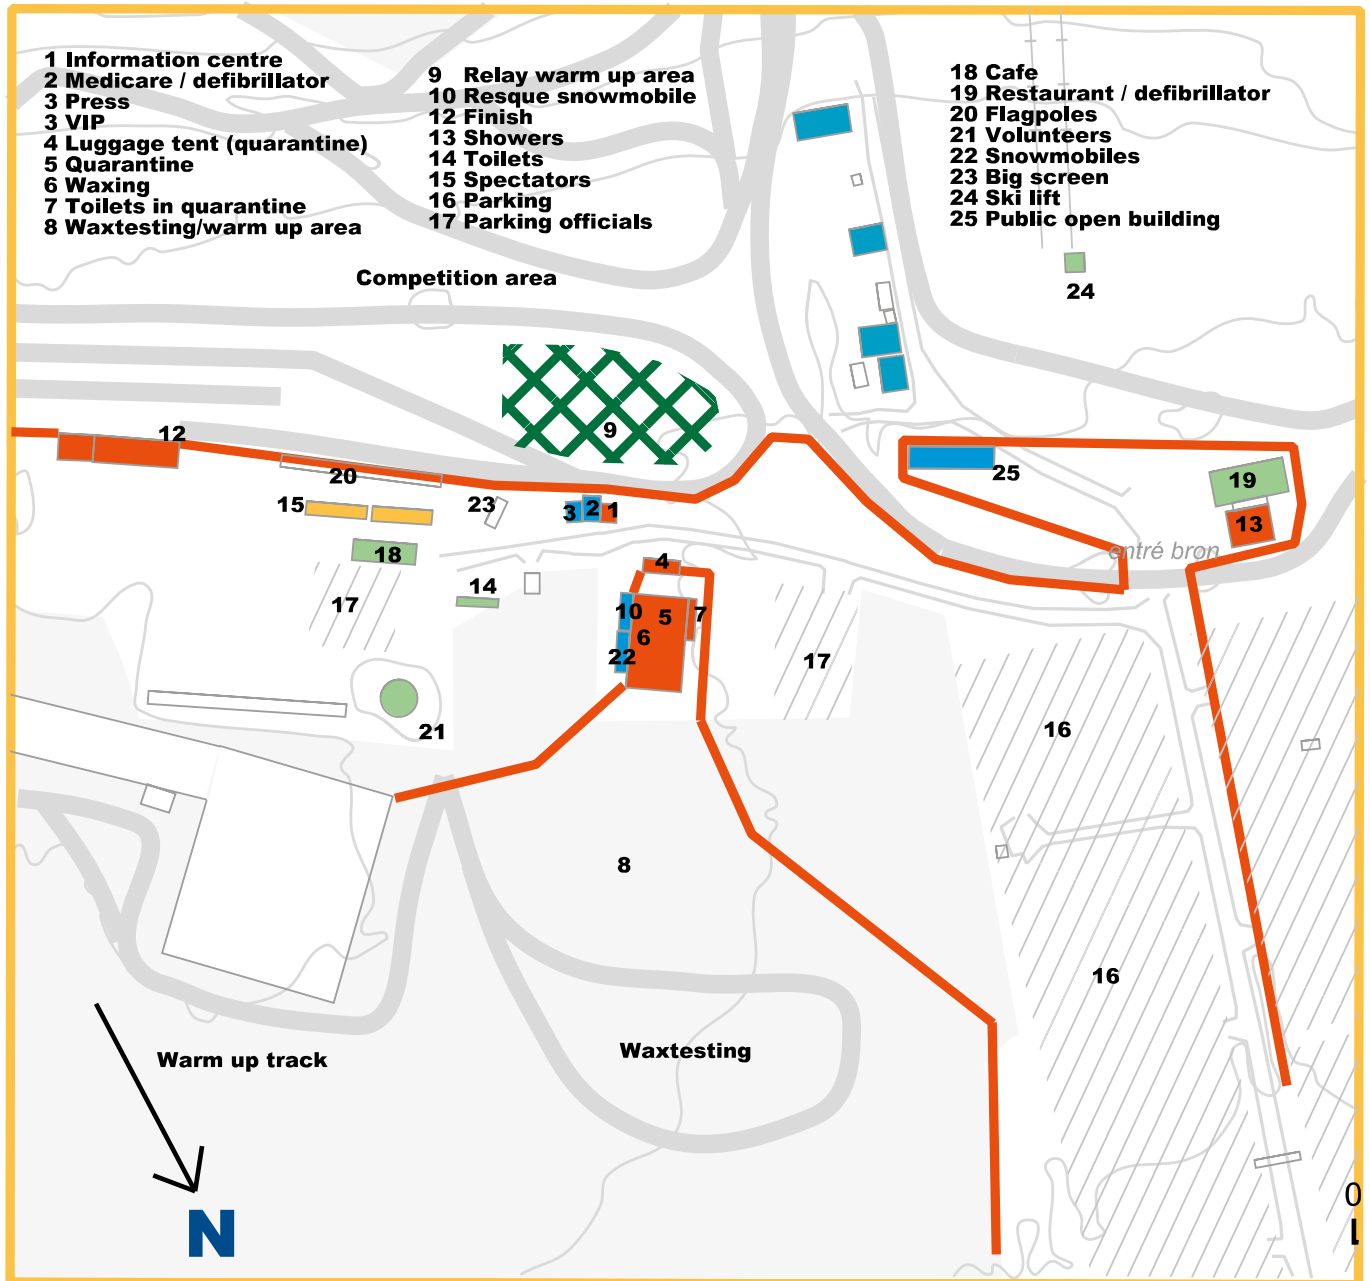 1 Information centre
2 Medicare / defibrillator
3 Press
3 VIP
4 Luggage tent (quarantine)
5 Quarantine
6 Waxing
7 Toilets in quarantine
8 Waxtesting/warm up area
9 Relay warm up area
10 Resque snowmobile
12 Finish
13 Showers
14 Toilets
15 Spectators
16 Parking
17 Parking officials
18 Cafe
19 Restaurant / defibrillator
20 Flagpoles
21 Volunteers
22 Snowmobiles
23 Big screen
24 Ski lift
25 Public open building
Competition area
24
9
12
20
25
19
15
23
3 2 1
13
18
entré bron
4
14
17
10
5
7
6
22
17
21
16
8
16
Waxtesting
Warm up track
N
0
1